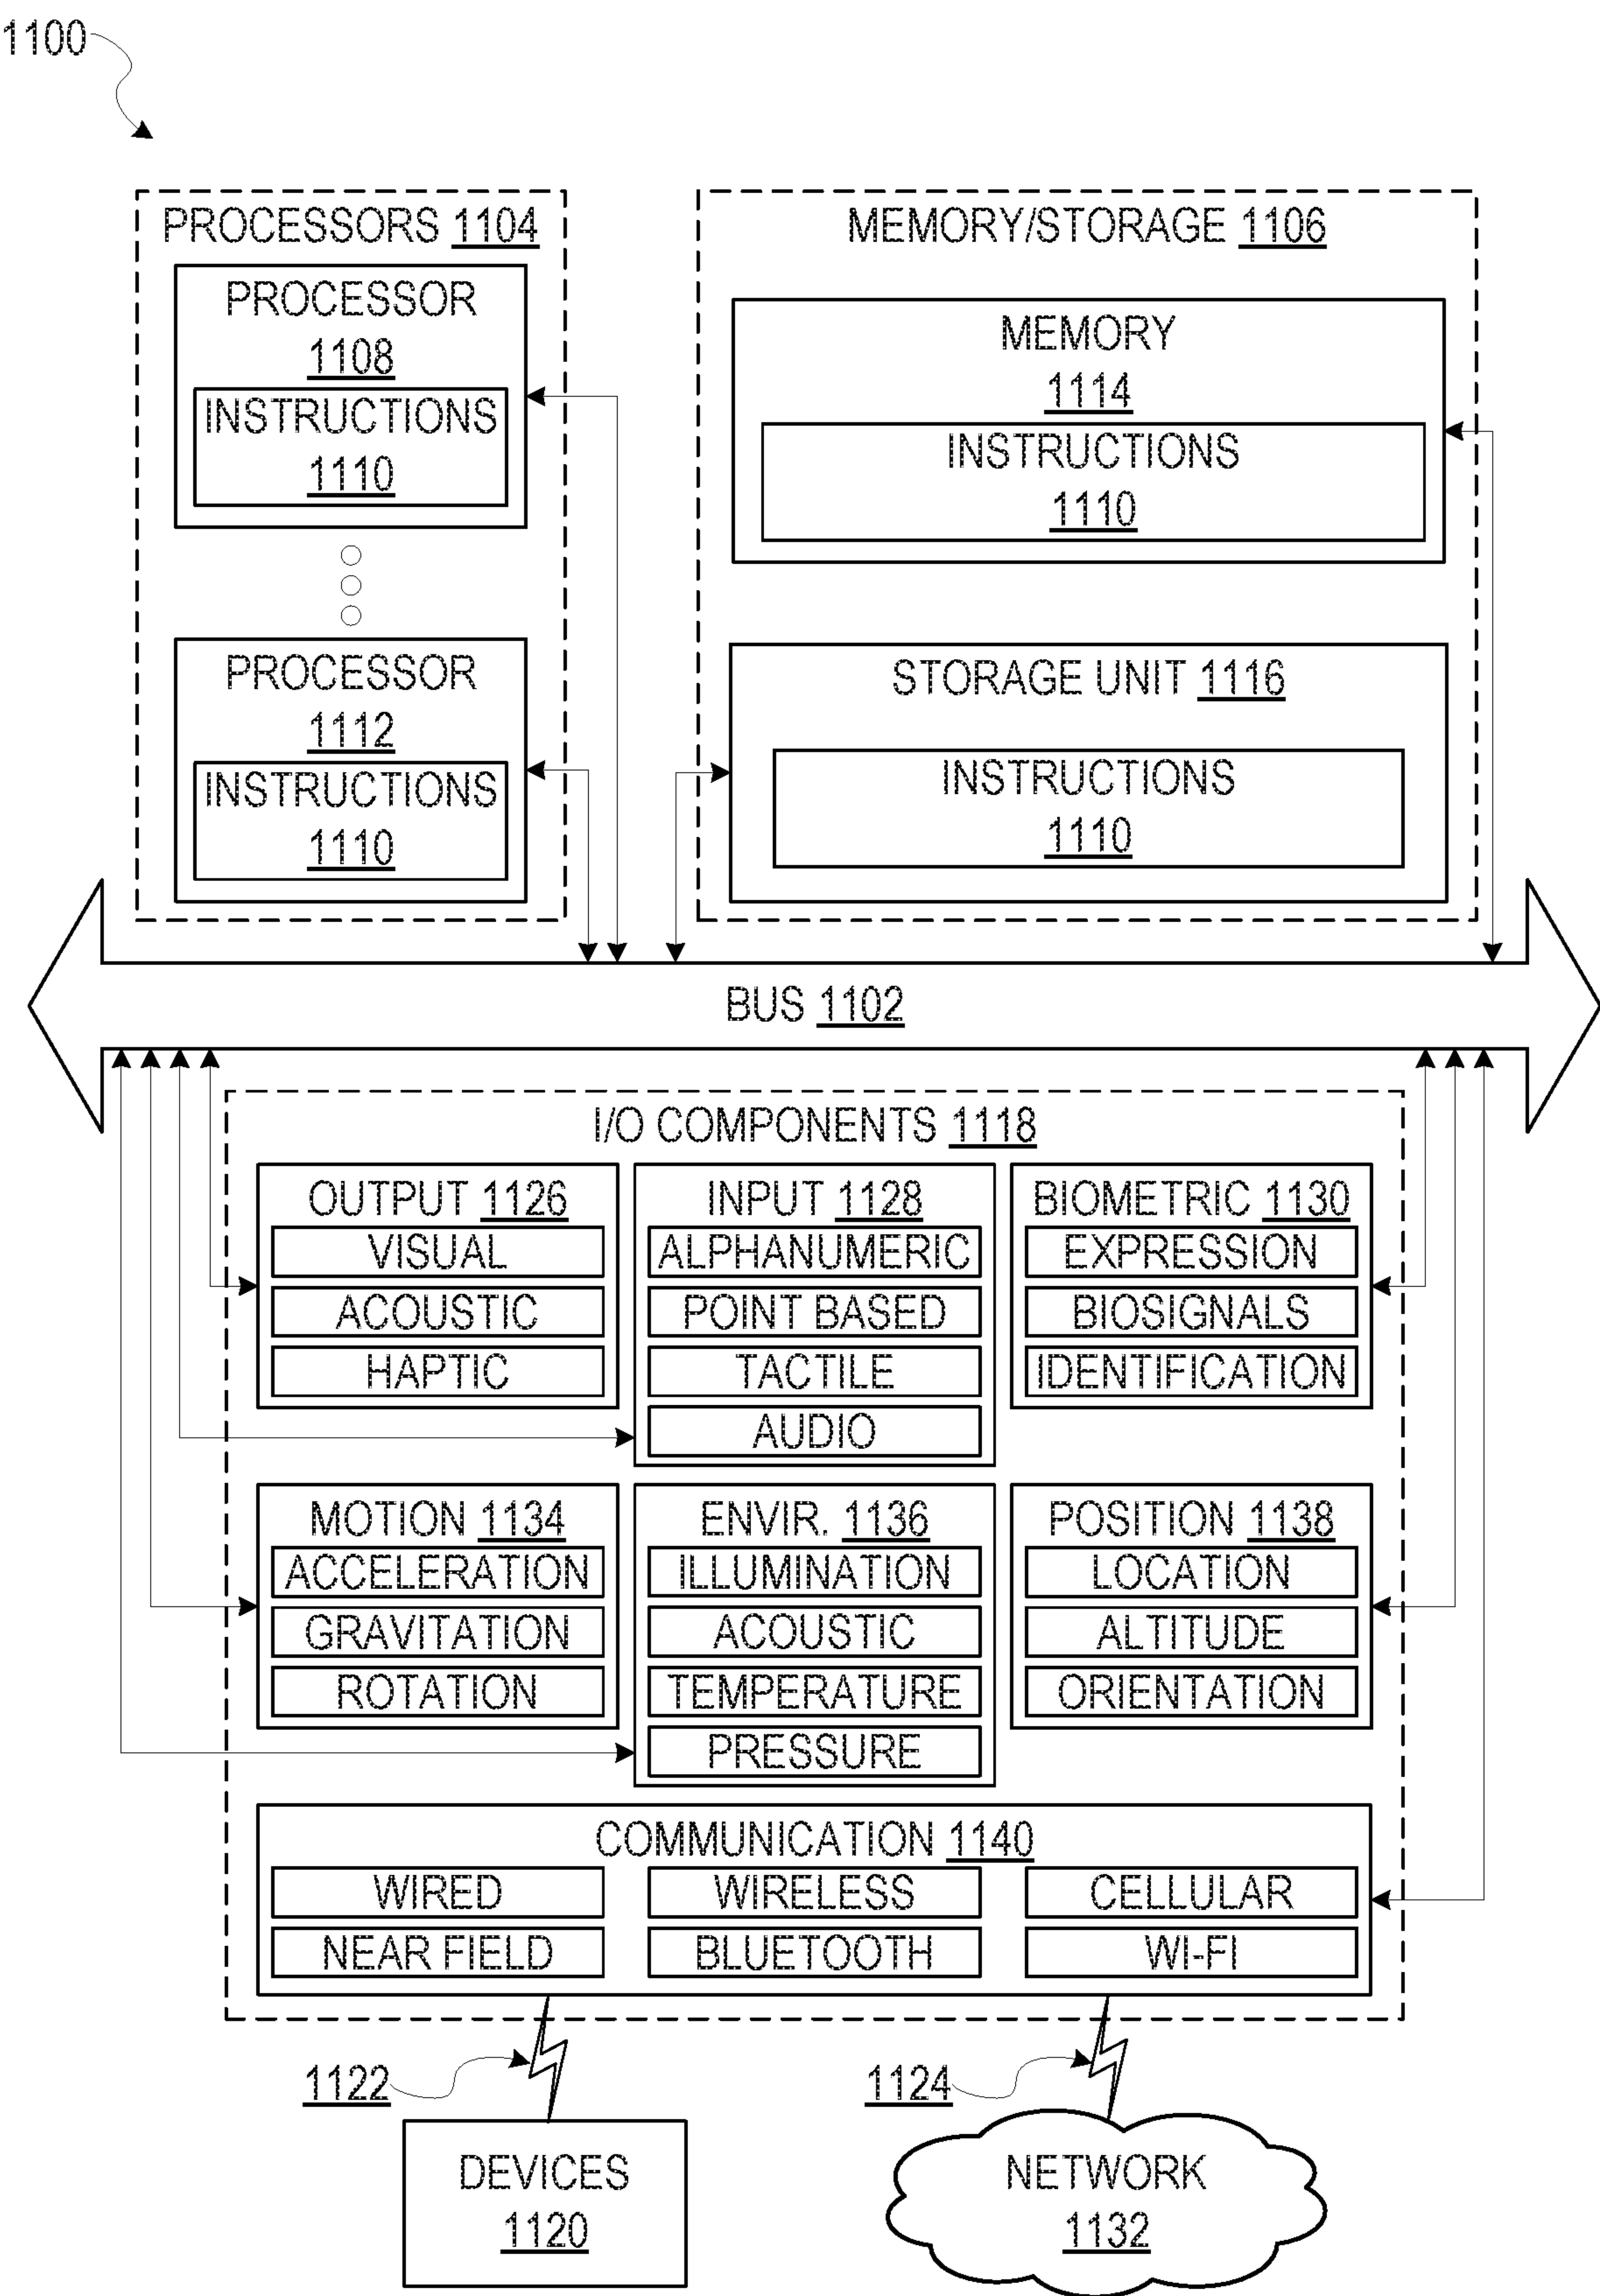 1100
PROCESSORS 1104
PROCESSOR
1108
INSTRUCTIONS
1110
PROCESSOR
1112
INSTRUCTIONS
1110
MEMORY/STORAGE 1106
MEMORY
1114
INSTRUCTIONS
1110
STORAGE UNIT 1116
INSTRUCTIONS
1110
BUS 1102
I/O COMPONENTS 1118
OUTPUT 1126
VISUAL
ACOUSTIC
HAPTIC
INPUT 1128
ALPHANUMERIC
POINT BASED
TACTILE
AUDIO
BIOMETRIC 1130
EXPRESSION
BIOSIGNALS
IDENTIFICATION
MOTION 1134
ACCELERATION
GRAVITATION
ROTATION
ENVIR. 1136
ILLUMINATION
ACOUSTIC
TEMPERATURE
PRESSURE
POSITION 1138
LOCATION
ALTITUDE
ORIENTATION
COMMUNICATION 1140
WIRED
WIRELESS
CELLULAR
NEAR FIELD
BLUETOOTH
WI-FI
1122
1124
DEVICES
1120
NETWORK
1132